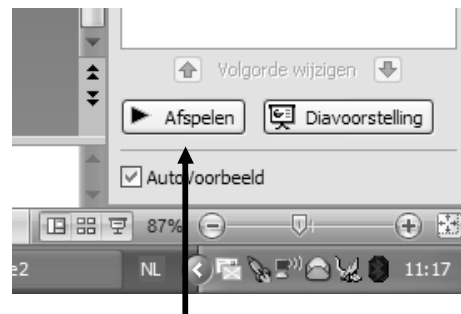 Volgorde wijzigen
Afspelen Diavoorstelling
AutoVoorbeeld
87%
e2 NL 11:17